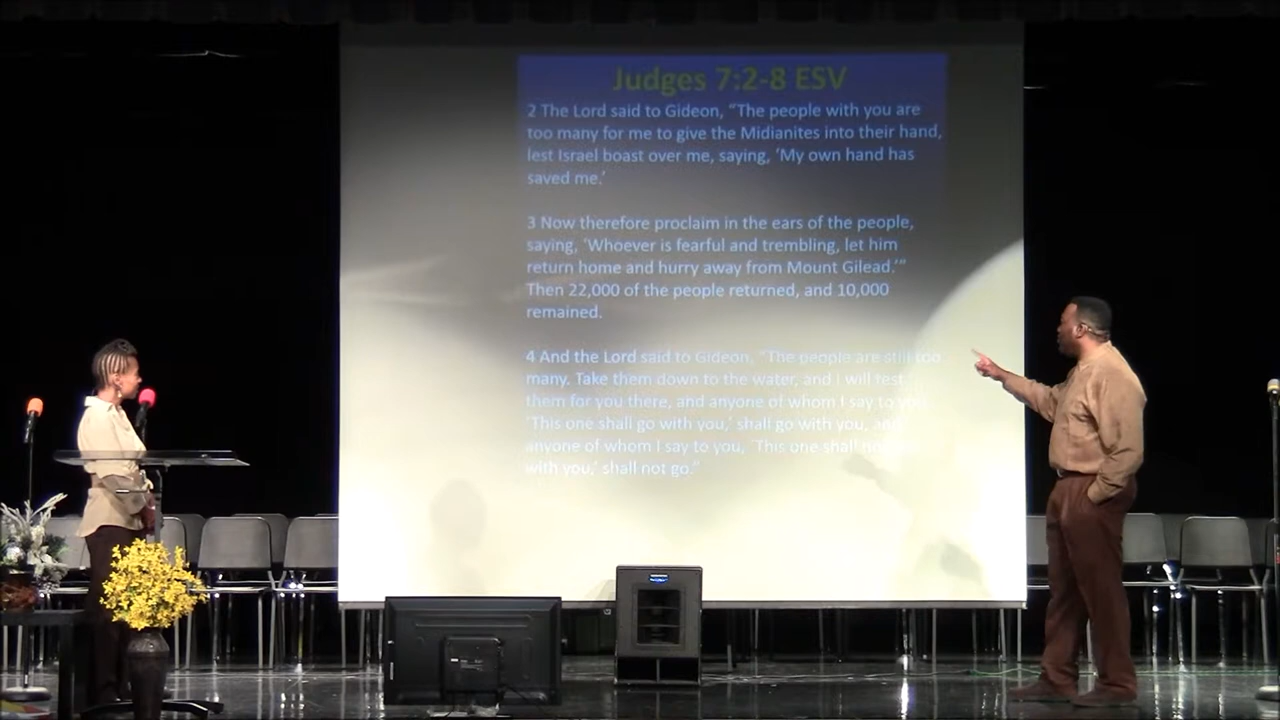 Judges 7:2-8 ESV
2 The Lord said to Gideon, “The people with you are
too many for me to give the Midianites into their hand,
lest Israel boast over me, saying, ‘My own hand has
saved me.’
3 Now therefore proclaim in the ears of the people,
saying, ‘Whoever is fearful and trembling, let him
return home and hurry away from Mount Gilead.’”
Then 22,000 of the people returned, and 10,000
remained.
4 And the Lord said to Gideon, “The people are still too
many. Take them down to the water, and I will test
them for you there, and anyone of whom I say to you,
‘This one shall go with you,’ shall go with you, and
anyone of whom I say to you, ‘This one shall not
with you,’ shall not go.”